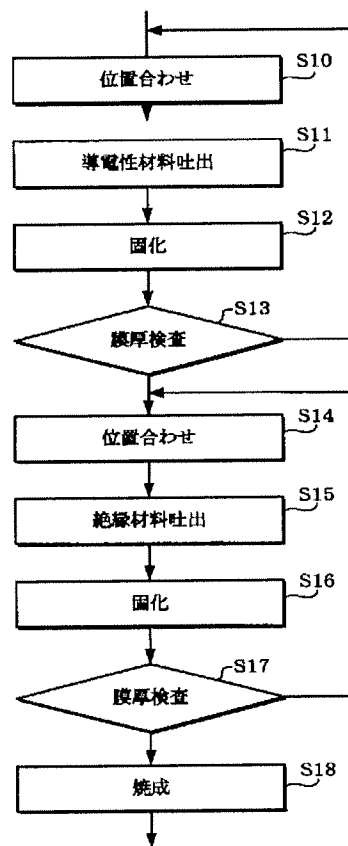 S10
位置合わせ
S11
導電性材料吐出
S12
固化
S13
膜厚検査
S14
位置合わせ
S15
絶縁材料吐出
S16
固化
S17
膜厚検査
S18
焼成